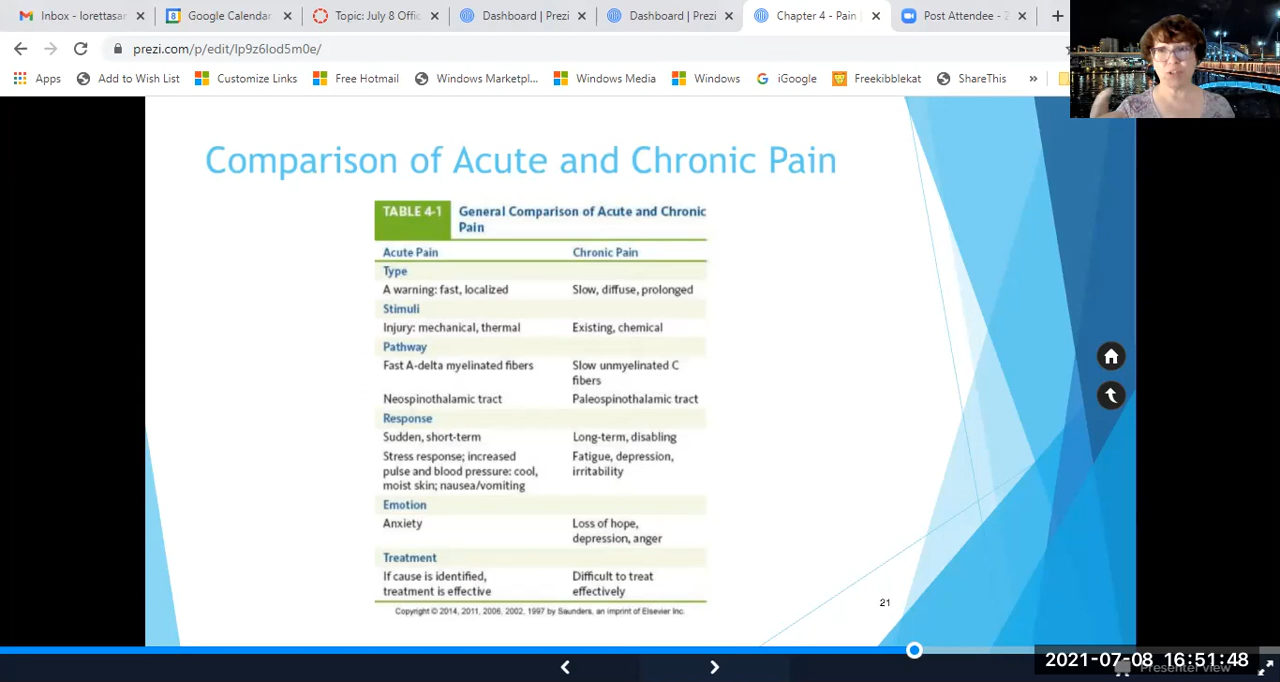 Inbox - lorettasar
Google Calendar
Topic: July 8 Offic
Dashboard | Prezi
Dashboard | Prezi
Chapter 4 - Pain |
Post Attendee - Z
prezi.com/p/edit/lp9z6lod5m0e/
Apps
Add to Wish List
Customize Links
Free Hotmail
Windows Marketpl...
Windows Media
Windows
iGoogle
Freekibblekat
ShareThis
»
Comparison of Acute and Chronic Pain
TABLE 4-1 General Comparison of Acute and Chronic
Pain
Acute Pain Chronic Pain
Type
A warning: fast, localized Slow, diffuse, prolonged
Stimuli
Injury: mechanical, thermal Existing, chemical
Pathway
Fast A-delta myelinated fibers Slow unmyelinated C
fibers
Neospinothalamic tract Paleospinothalamic tract
Response
Sudden, short-term Long-term, disabling
Stress response; increased Fatigue, depression,
pulse and blood pressure: cool, irritability
moist skin; nausea/vomiting
Emotion
Anxiety Loss of hope,
depression, anger
Treatment
If cause is identified, Difficult to treat
treatment is effective effectively
Copyright © 2014, 2011, 2006, 2002, 1997 by Saunders, an imprint of Elsevier Inc.
21
2021-07-08 16:51:48
Presenter view